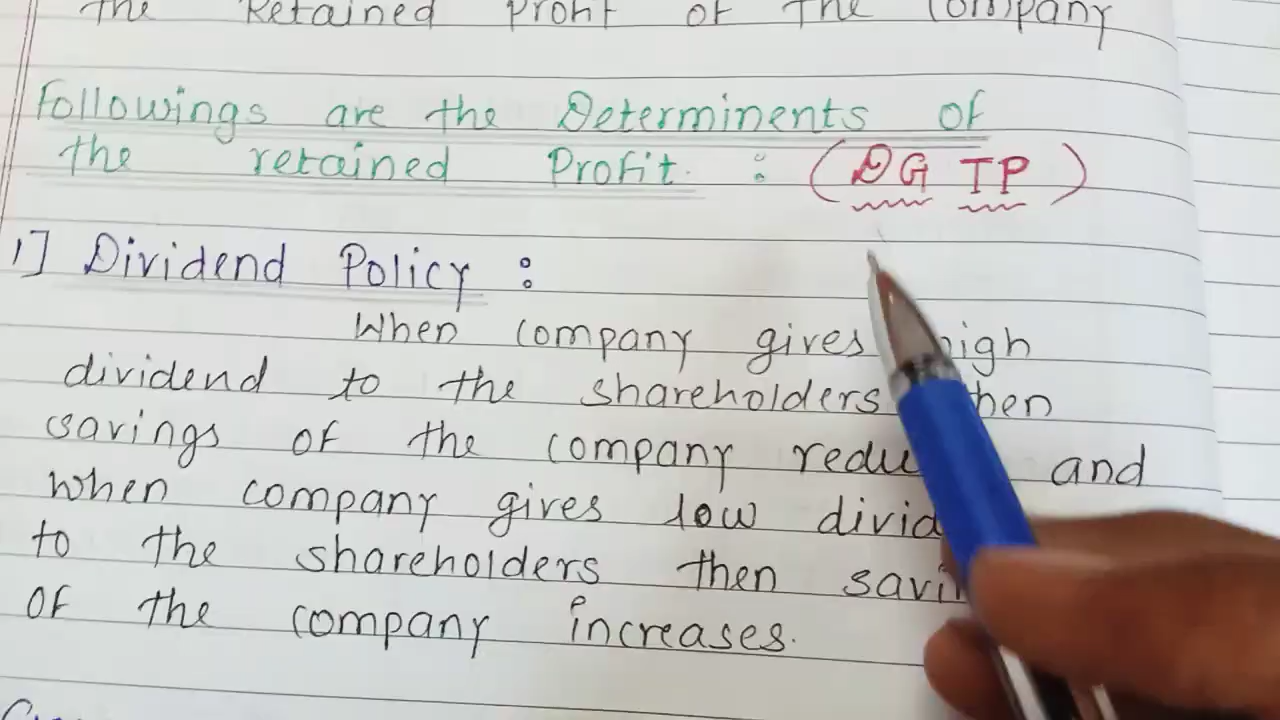 the Retained Profit of the Company
Followings are the Determinents of
the retained Profit. : (DG TP)
1] Dividend Policy :
When company gives high
dividend to the shareholders then
savings of the company and
when company gives low
to the shareholders then
of the company increases.